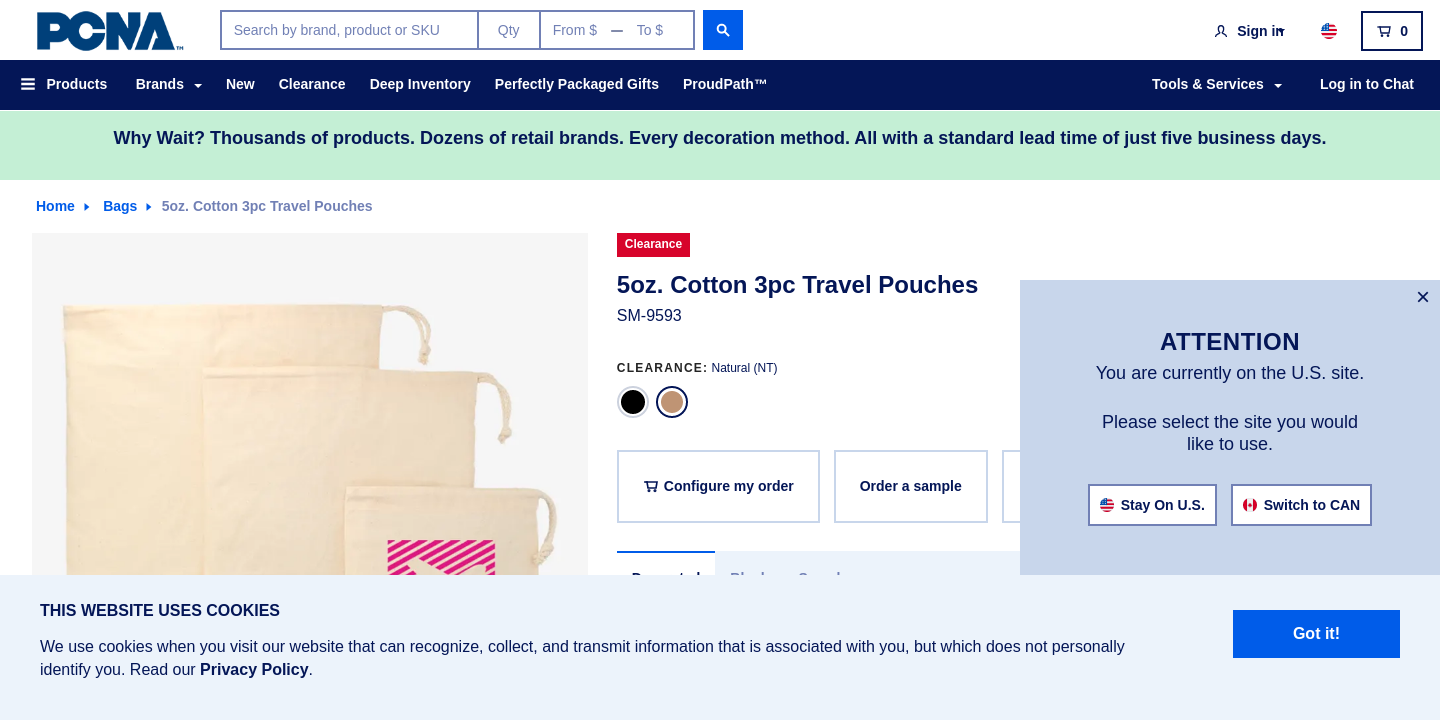 PCNA™
Search by brand, product or SKU
Qty
From $ — To $
Sign in
0
Products
Brands
New
Clearance
Deep Inventory
Perfectly Packaged Gifts
ProudPath™
Tools & Services
Log in to Chat
Why Wait? Thousands of products. Dozens of retail brands. Every decoration method. All with a standard lead time of just five business days.
Home
Bags
5oz. Cotton 3pc Travel Pouches
Clearance
5oz. Cotton 3pc Travel Pouches
SM-9593
CLEARANCE: Natural (NT)
Configure my order
Order a sample
ATTENTION
You are currently on the U.S. site.
Please select the site you would
like to use.
Stay On U.S.
Switch to CAN
THIS WEBSITE USES COOKIES
We use cookies when you visit our website that can recognize, collect, and transmit information that is associated with you, but which does not personally
identify you. Read our Privacy Policy.
Got it!